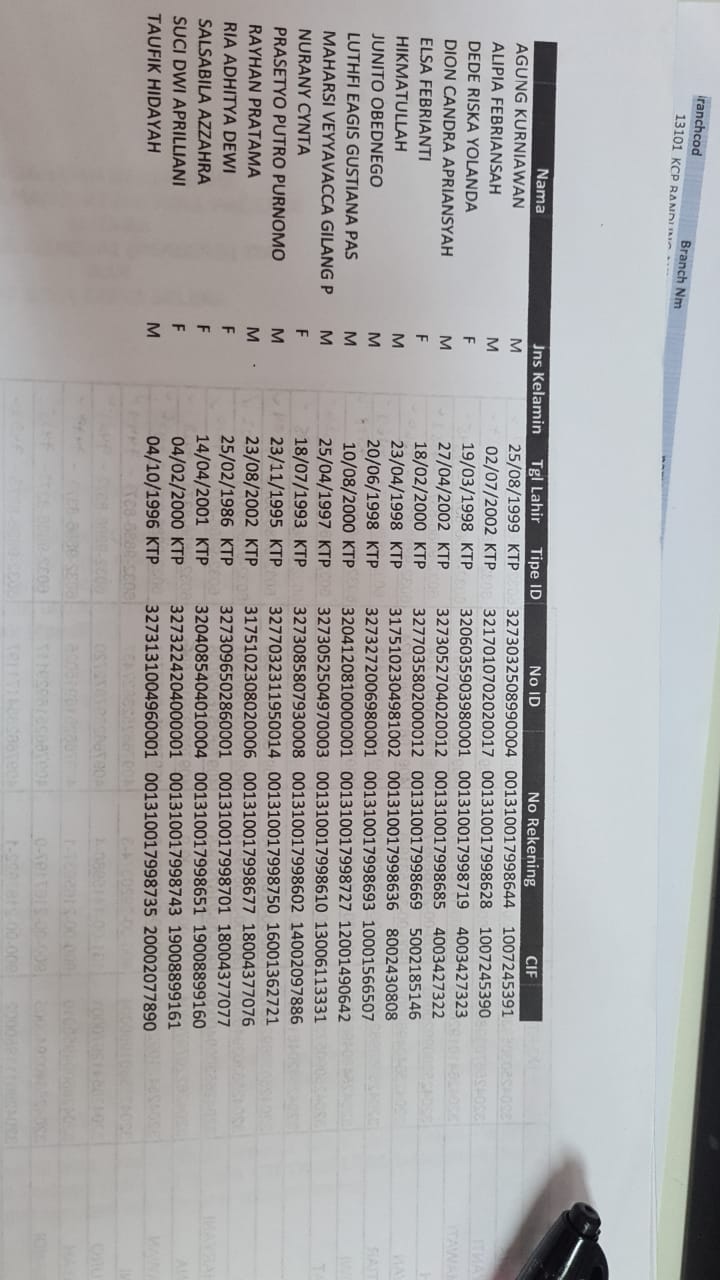 ranchcod Branch Nm
13101 KCP BANDUNG
Nama Jns Kelamin Tgl Lahir Tipe ID No ID No Rekening CIF
AGUNG KURNIAWAN M 25/08/1999 KTP 3273032508990004 001310017998644 1007245391
ALIPIA FEBRIANSAH M 02/07/2002 KTP 3217010702020017 001310017998628 1007245390
DEDE RISKA YOLANDA F 19/03/1998 KTP 3206035903980001 001310017998719 4003427323
DION CANDRA APRIANSYAH M 27/04/2002 KTP 3273052704020012 001310017998685 4003427322
ELSA FEBRIANTI F 18/02/2000 KTP 3277035802000012 001310017998669 5002185146
HIKMATULLAH M 23/04/1998 KTP 3175102304981002 001310017998636 8002430808
JUNITO OBEDNEGO M 20/06/1998 KTP 3273272006980001 001310017998693 10001566507
LUTHFI EAGIS GUSTIANA PAS M 10/08/2000 KTP 3204120810000001 001310017998727 12001490642
MAHARSI VEYYAVACCA GILANG P M 25/04/1997 KTP 3273052504970003 001310017998610 13006113331
NURANY CYNTA F 18/07/1993 KTP 3273085807930008 001310017998602 14002097886
PRASETYO PUTRO PURNOMO M 23/11/1995 KTP 3277032311950014 001310017998750 16001362721
RAYHAN PRATAMA M 23/08/2002 KTP 3175102308020006 001310017998677 18004377076
RIA ADHITYA DEWI F 25/02/1986 KTP 3273096502860001 001310017998701 18004377077
SALSABILA AZZAHRA F 14/04/2001 KTP 3204085404010004 001310017998651 19008899160
SUCI DWI APRILLIANI F 04/02/2000 KTP 3273224204000001 001310017998743 19008899161
TAUFIK HIDAYAH M 04/10/1996 KTP 3273131004960001 001310017998735 20002077890